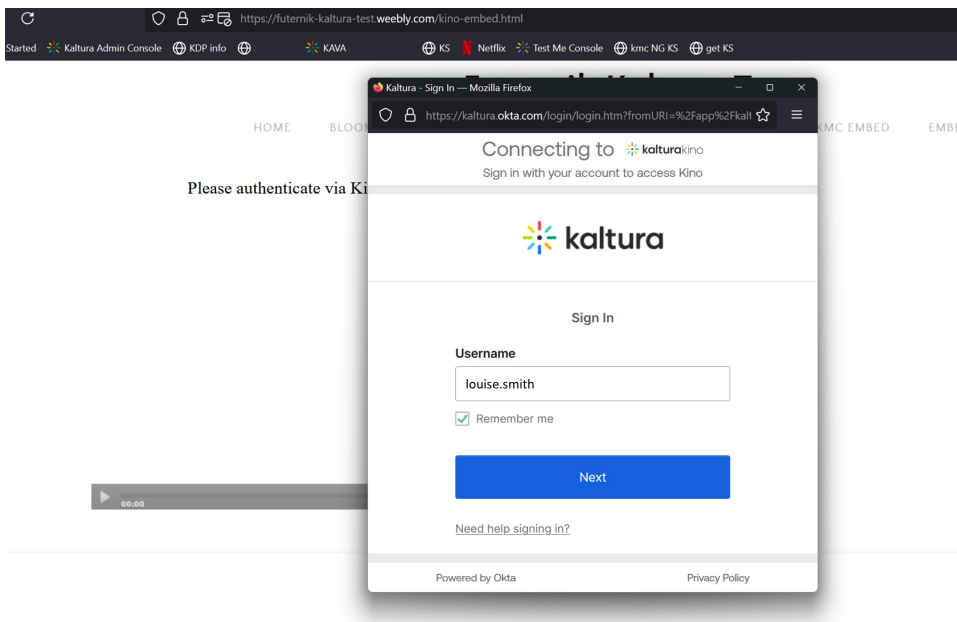 https://futernik-kaltura-test.weebly.com/kino-embed.html
Started Kaltura Admin Console KDP info KAVA KS Netflix Test Me Console kmc NG KS get KS
Kaltura - Sign In — Mozilla Firefox
https://kaltura.okta.com/login/login.htm?fromURI=%2Fapp%2Fkalt
HOME BLOO KMC EMBED EMB
Connecting to kalturakino
Sign in with your account to access Kino
Please authenticate via Ki
kaltura
Sign In
Username
louise.smith
Remember me
Next
00:00
Need help signing in?
Powered by Okta Privacy Policy